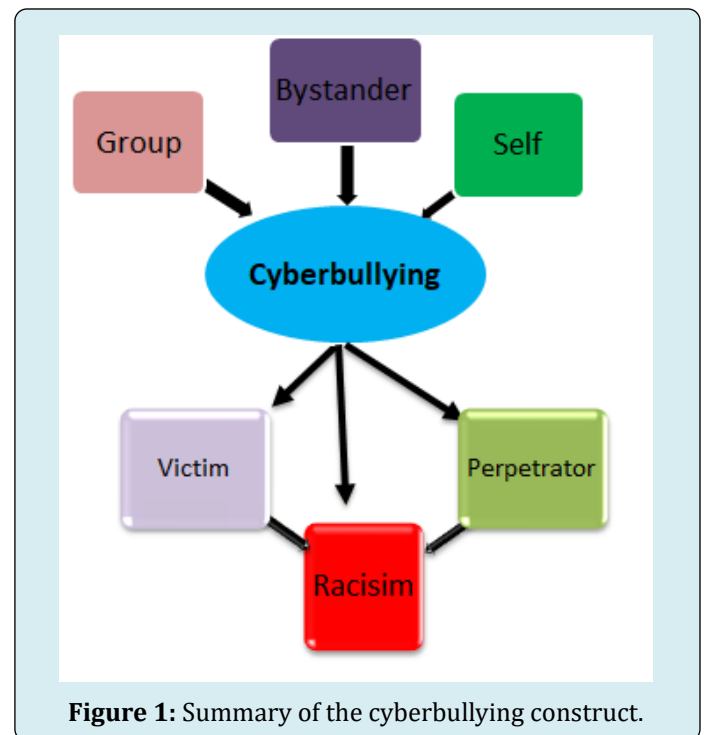 Bystander
Group
Self
Cyberbullying
Victim
Perpetrator
Racisim
Figure 1: Summary of the cyberbullying construct.